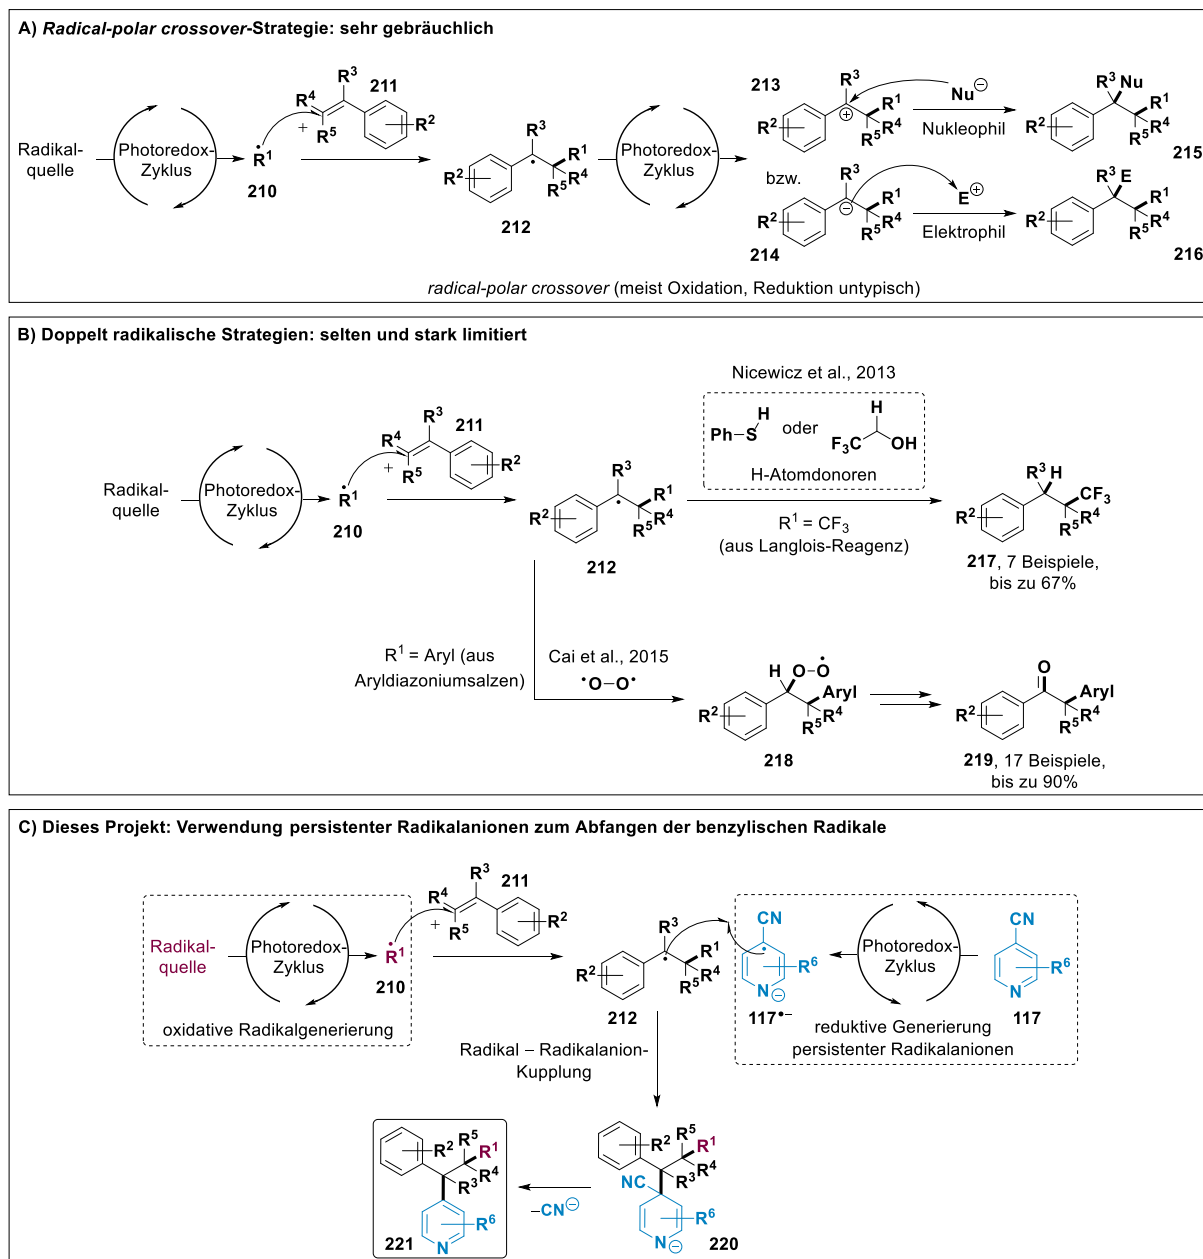 A) Radical-polar crossover-Strategie: sehr gebräuchlich
Radikal-
quelle
Photoredox-
Zyklus
R1
210
R4
R3
211
+
R5
R2
R3
R1
R2
R5
R4
212
Photoredox-
Zyklus
213
R3
R1
R2
⊕
R5
R4
Nu⊖
Nukleophil
R3
Nu
R1
R2
R5
R4
215
bzw.
R3
R1
R2
⊖
R5
R4
214
E⊕
Elektrophil
R3
E
R1
R2
R5
R4
216
radical-polar crossover (meist Oxidation, Reduktion untypisch)
B) Doppelt radikalische Strategien: selten und stark limitiert
Nicewicz et al., 2013
Radikal-
quelle
Photoredox-
Zyklus
R1
210
R4
R3
211
+
R5
R2
R3
R1
R2
R5
R4
212
Ph
S
H
oder
H
F3C
OH
H-Atomdonoren
R1 = CF3
(aus Langlois-Reagenz)
R3
H
CF3
R2
R5
R4
217, 7 Beispiele,
bis zu 67%
R1 = Aryl (aus
Aryldiazoniumsalzen)
Cai et al., 2015
•O–O•
H
O–O•
Aryl
R2
R5
R4
218
O
Aryl
R2
R5
R4
219, 17 Beispiele,
bis zu 90%
C) Dieses Projekt: Verwendung persistenter Radikalanionen zum Abfangen der benzylischen Radikale
Radikal-
quelle
Photoredox-
Zyklus
R1
210
oxidative Radikalgenerierung
R4
R3
211
+
R5
R2
R3
R1
R2
R5
R4
212
CN
R6
N
⊖
117•–
Photoredox-
Zyklus
CN
R6
N
117
reduktive Generierung
persistenter Radikalanionen
Radikal – Radikalanion-
Kupplung
R2
R5
R1
R4
R3
R6
N
221
–CN⊖
R2
R5
R1
R4
R3
NC
R6
N
⊖
220